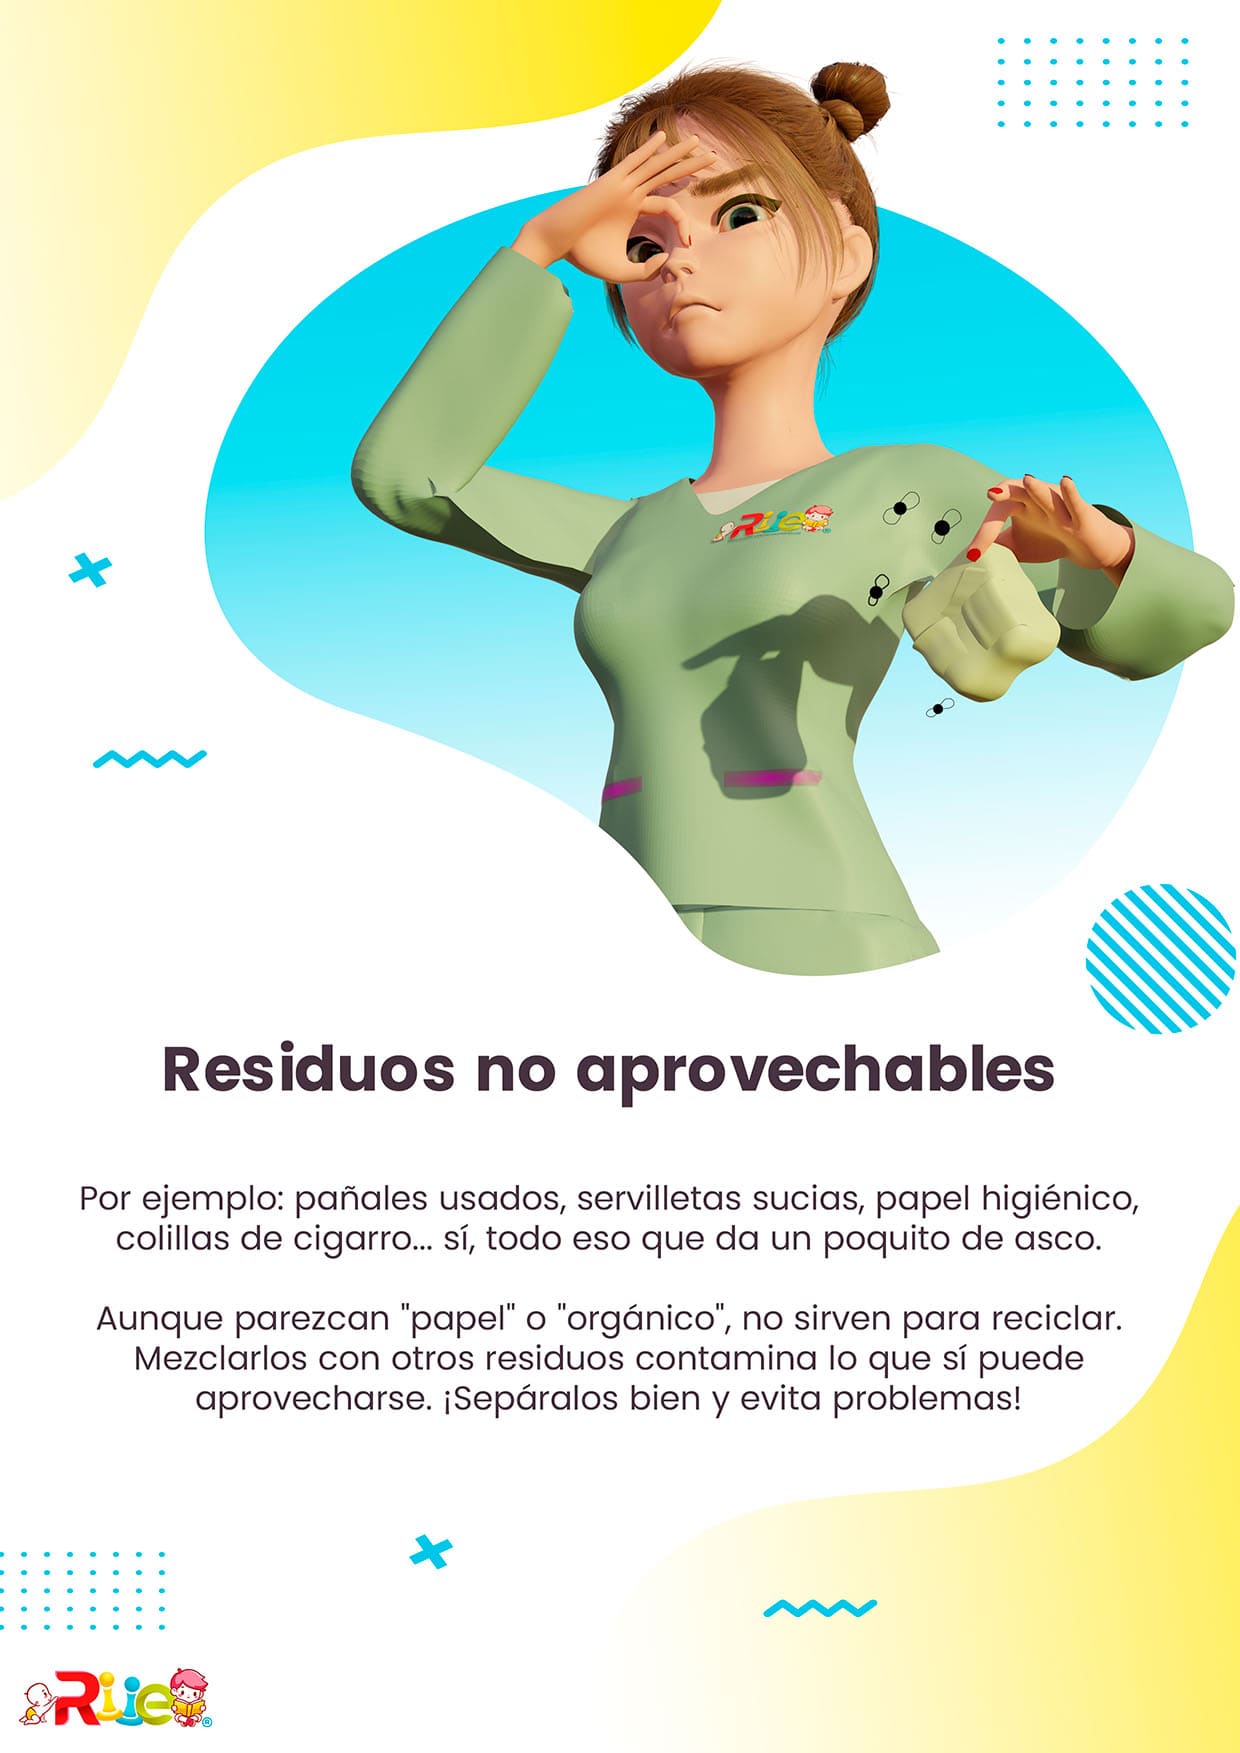 Rije
Residuos no aprovechables
Por ejemplo: pañales usados, servilletas sucias, papel higiénico,
colillas de cigarro... sí, todo eso que da un poquito de asco.
Aunque parezcan "papel" o "orgánico", no sirven para reciclar.
Mezclarlos con otros residuos contamina lo que sí puede
aprovecharse. ¡Sepáralos bien y evita problemas!
Rije